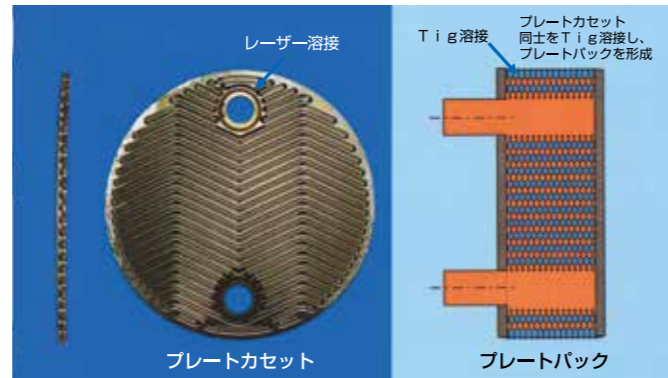 レーザー溶接
プレートカセット
Ｔｉｇ溶接
プレートカセット
同士をＴｉｇ溶接し、
プレートパックを形成
プレートパック